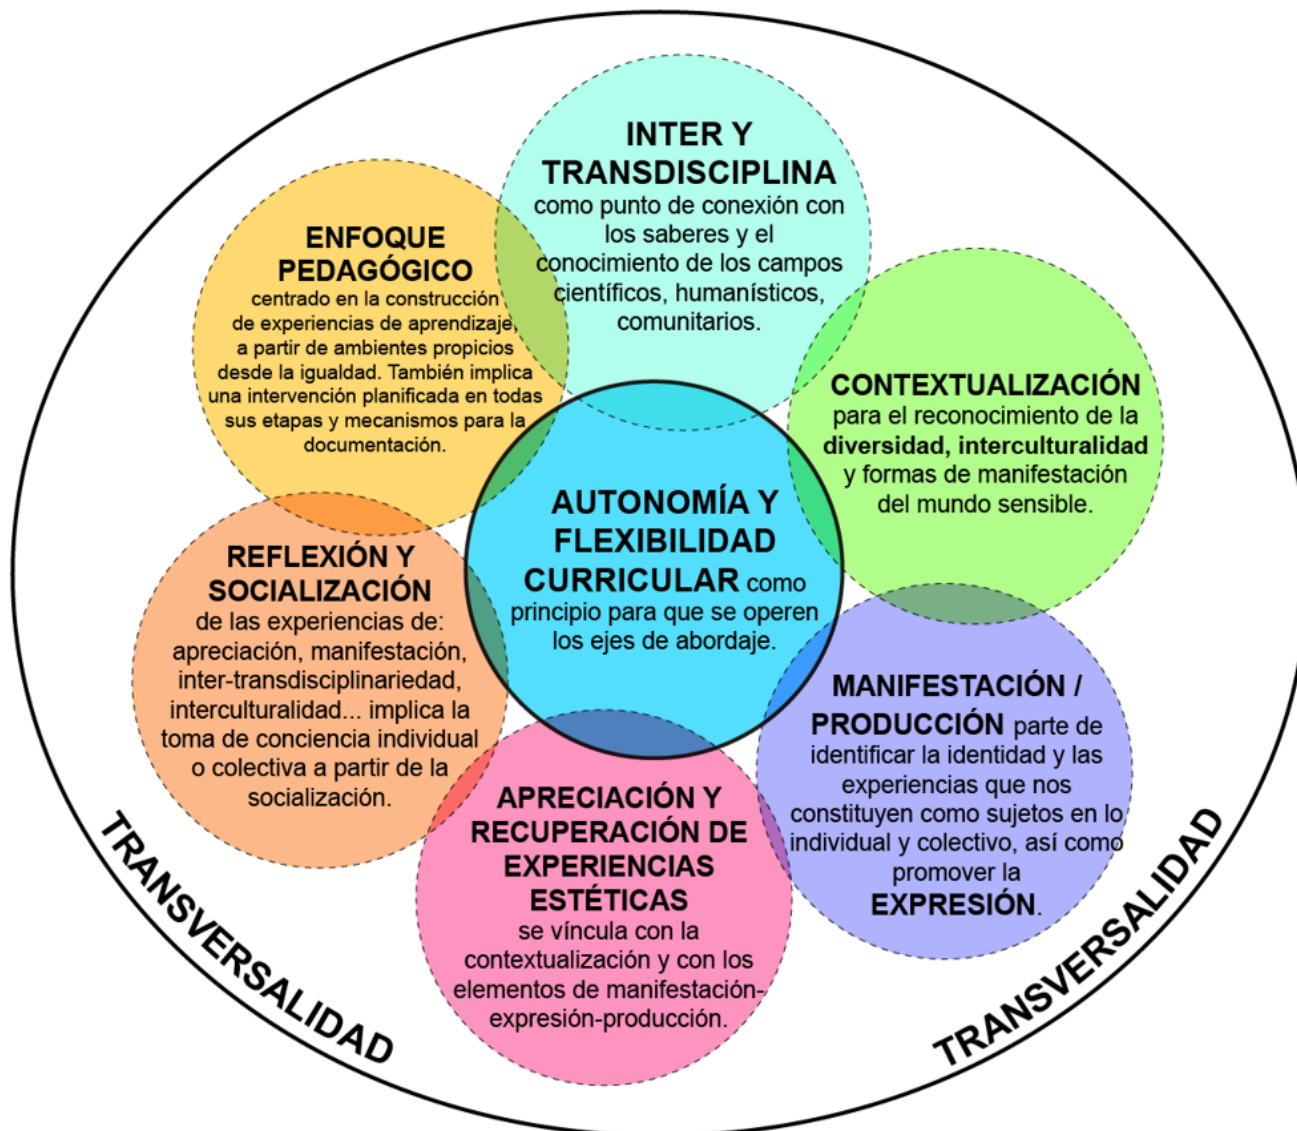 INTER Y
TRANSDISCIPLINA
como punto de conexión con
los saberes y el
conocimiento de los campos
científicos, humanísticos,
comunitarios.
ENFOQUE
PEDAGÓGICO
centrado en la construcción
de experiencias de aprendizaje,
a partir de ambientes propicios
desde la igualdad. También implica
una intervención planificada en todas
sus etapas y mecanismos para la
documentación.
CONTEXTUALIZACIÓN
para el reconocimiento de la
diversidad, interculturalidad
y formas de manifestación
del mundo sensible.
AUTONOMÍA Y
FLEXIBILIDAD
CURRICULAR como
principio para que se operen
los ejes de abordaje.
REFLEXIÓN Y
SOCIALIZACIÓN
de las experiencias de:
apreciación, manifestación,
inter-transdisciplinariedad,
interculturalidad... implica la
toma de conciencia individual
o colectiva a partir de la
socialización.
MANIFESTACIÓN /
PRODUCCIÓN parte de
identificar la identidad y las
experiencias que nos
constituyen como sujetos en lo
individual y colectivo, así como
promover la
EXPRESIÓN.
APRECIACIÓN Y
RECUPERACIÓN DE
EXPERIENCIAS
ESTÉTICAS
se víncula con la
contextualización y con los
elementos de manifestación-
expresión-producción.
TRANSVERSALIDAD
TRANSVERSALIDAD